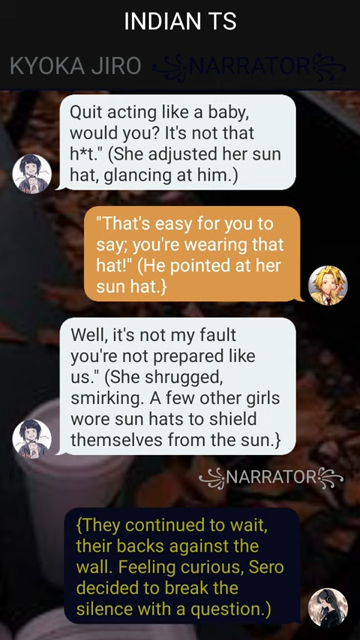 INDIAN TS
KYOKA JIRO ꧁NARRATOR꧂
Quit acting like a baby,
would you? It's not that
h*t." (She adjusted her sun
hat, glancing at him.)
"That's easy for you to
say; you're wearing that
hat!" (He pointed at her
sun hat.}
Well, it's not my fault
you're not prepared like
us." (She shrugged,
smirking. A few other girls
wore sun hats to shield
themselves from the sun.}
꧁NARRATOR꧂
{They continued to wait,
their backs against the
wall. Feeling curious, Sero
decided to break the
silence with a question.)